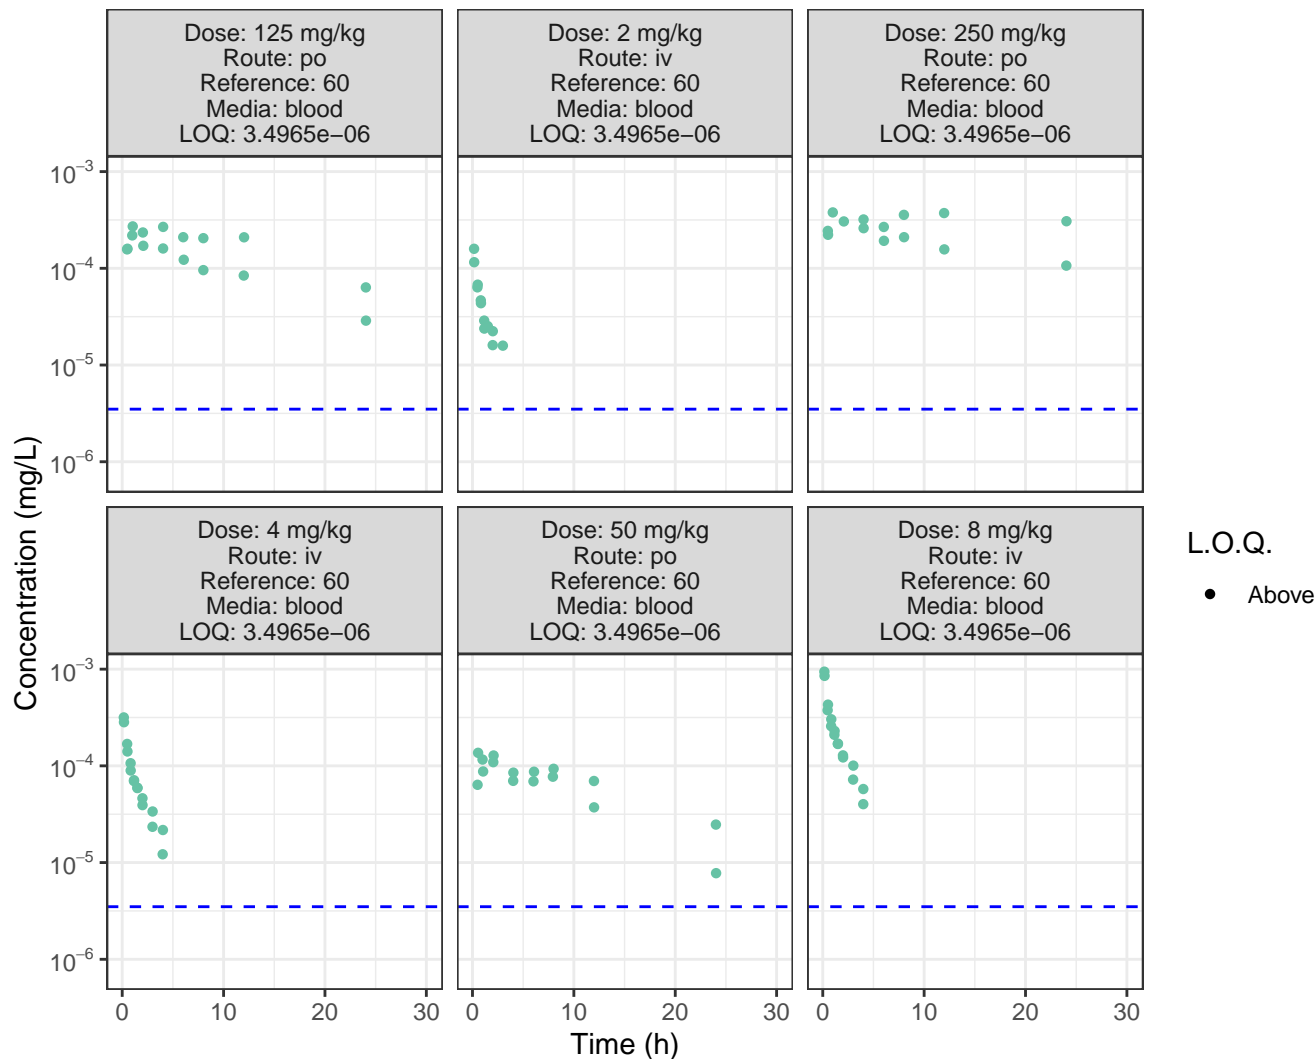 Dose: 125 mg/kg
Route: po
Reference: 60
Media: blood
LOQ: 3.4965e−06
Dose: 2 mg/kg
Route: iv
Reference: 60
Media: blood
LOQ: 3.4965e−06
Dose: 250 mg/kg
Route: po
Reference: 60
Media: blood
LOQ: 3.4965e−06
10⁻³
10⁻⁴
10⁻⁵
10⁻⁶
Concentration (mg/L)
Dose: 4 mg/kg
Route: iv
Reference: 60
Media: blood
LOQ: 3.4965e−06
Dose: 50 mg/kg
Route: po
Reference: 60
Media: blood
LOQ: 3.4965e−06
Dose: 8 mg/kg
Route: iv
Reference: 60
Media: blood
LOQ: 3.4965e−06
10⁻³
10⁻⁴
10⁻⁵
10⁻⁶
0 10 20 30
0 10 20 30
0 10 20 30
Time (h)
L.O.Q.
Above